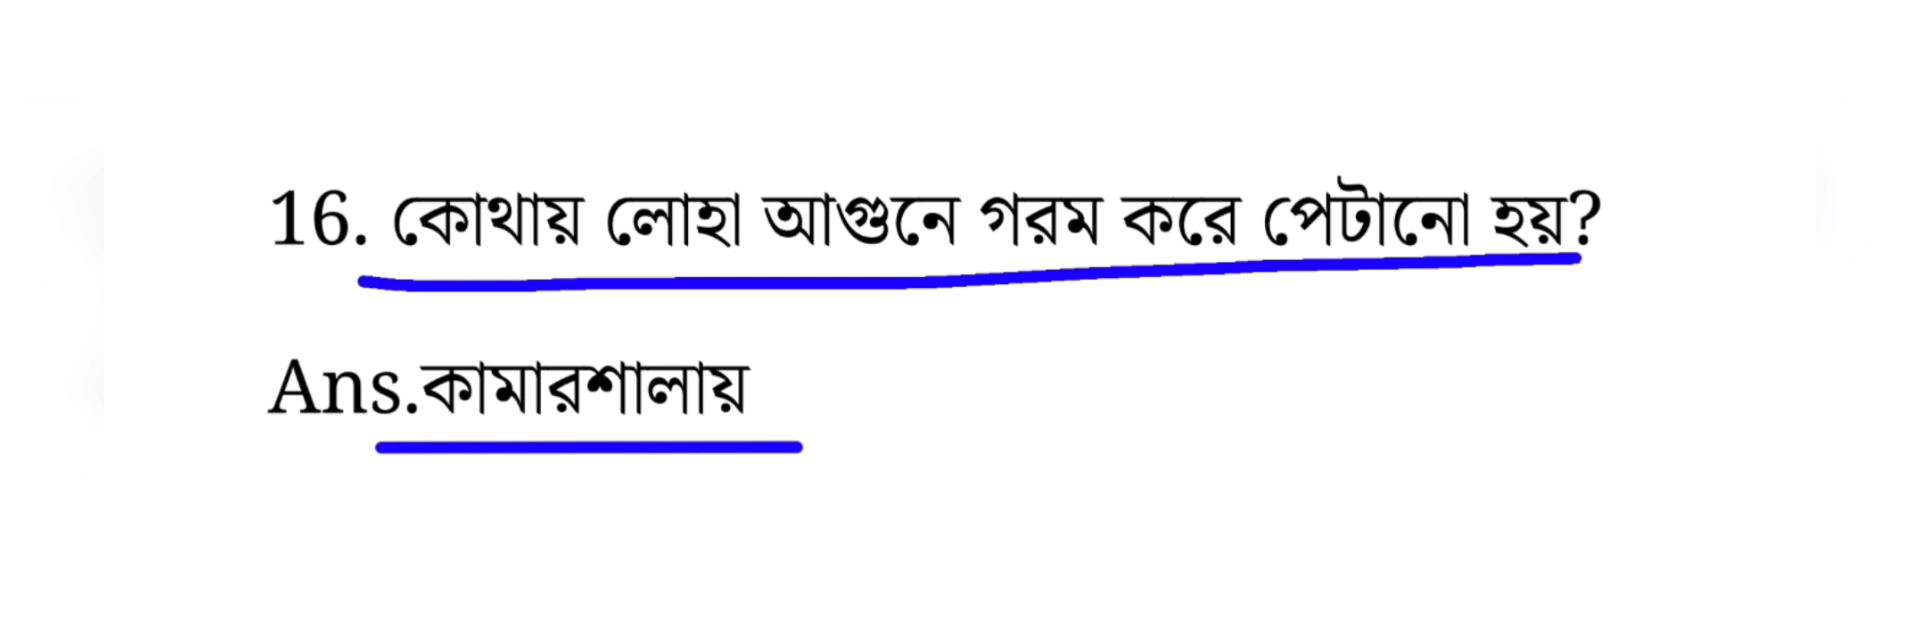 16. কোথায় লোহা আগুনে গরম করে পেটানো হয়?
Ans.কামারশালায়